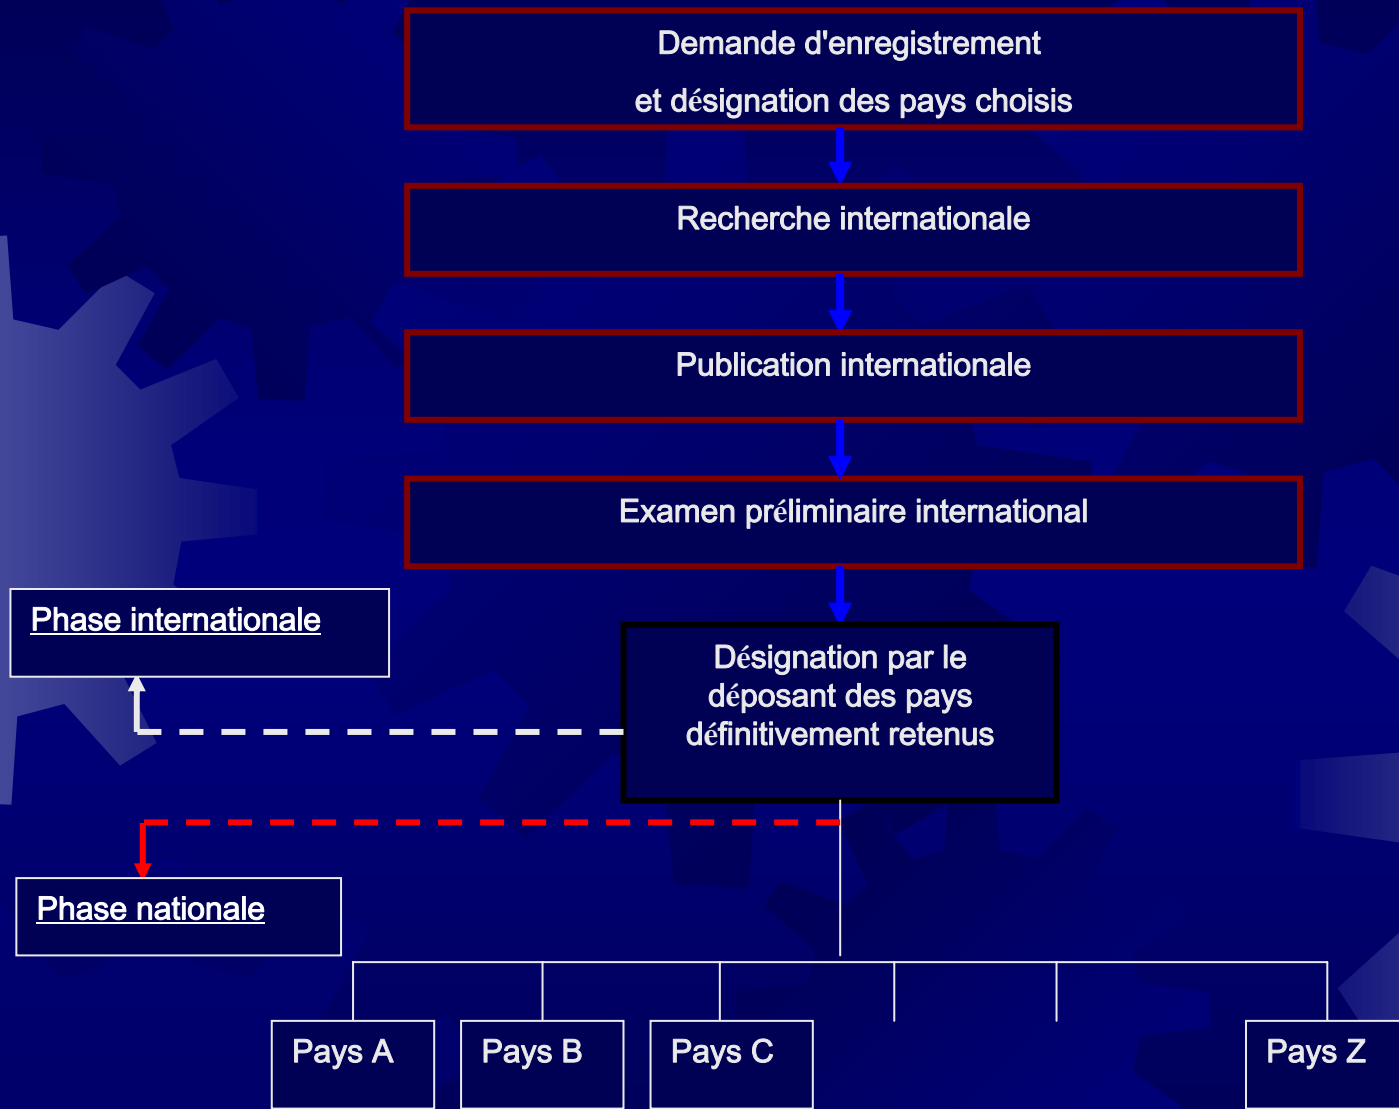 Demande d'enregistrement
et désignation des pays choisis
Recherche internationale
Publication internationale
Examen préliminaire international
Phase internationale
Désignation par le
déposant des pays
définitivement retenus
Phase nationale
Pays A
Pays B
Pays C
Pays Z